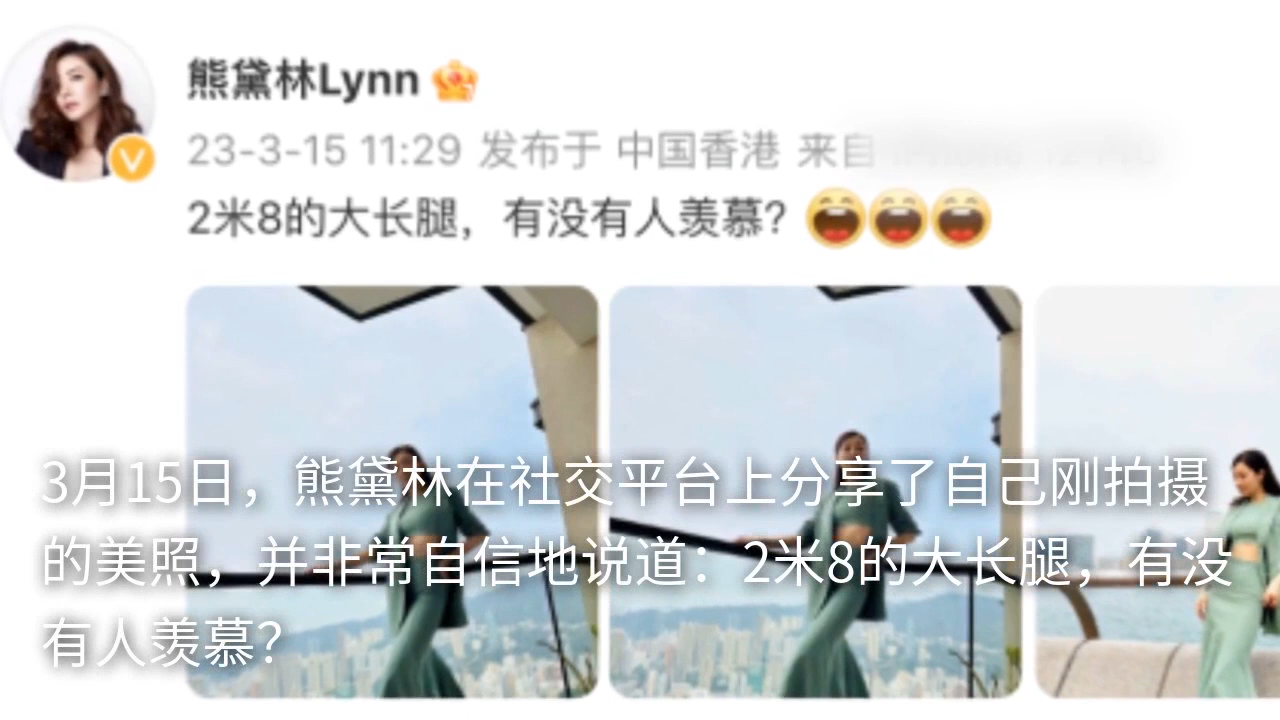 熊黛林Lynn
23-3-15 11:29 发布于 中国香港 来自
2米8的大长腿，有没有人羡慕？
3月15日，熊黛林在社交平台上分享了自己刚拍摄
的美照，并非常自信地说道：2米8的大长腿，有没
有人羡慕？